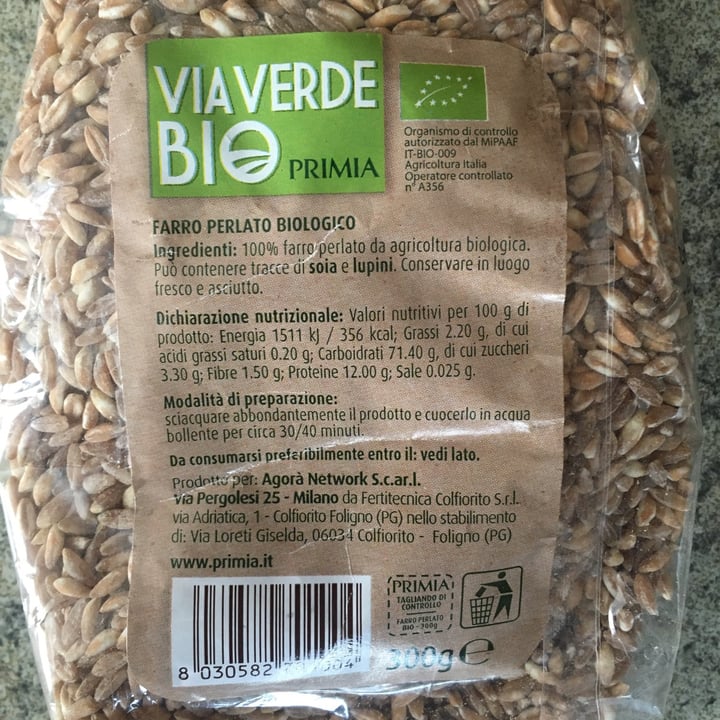 VIAVERDE
BIO PRIMIA
Organismo di controllo
autorizzato dal MiPAAF
IT-BIO-009
Agricoltura Italia
Operatore controllato
n° A356
FARRO PERLATO BIOLOGICO
Ingredienti: 100% farro perlato da agricoltura biologica.
Può contenere tracce di soia e lupini. Conservare in luogo
fresco e asciutto.
Dichiarazione nutrizionale: Valori nutritivi per 100 g di
prodotto: Energia 1511 kJ / 356 kcal; Grassi 2.20 g, di cui
acidi grassi saturi 0.20 g; Carboidrati 71.40 g, di cui zuccheri
3.30 g; Fibre 1.50 g; Proteine 12.00 g; Sale 0.025 g.
Modalità di preparazione:
sciacquare abbondantemente il prodotto e cuocerlo in acqua
bollente per circa 30/40 minuti.
Da consumarsi preferibilmente entro il: vedi lato.
Prodotto per: Agorà Network S.c.ar.l.
Via Pergolesi 25 - Milano da Fertitecnica Colfiorito S.r.l.
via Adriatica, 1 - Colfiorito Foligno (PG) nello stabilimento
di: Via Loreti Giselda, 06034 Colfiorito - Foligno (PG)
www.primia.it
PRIMIA
TAGLIANDO DI
CONTROLLO
FARRO PERLATO
BIO - 300g
8 030582
300g e